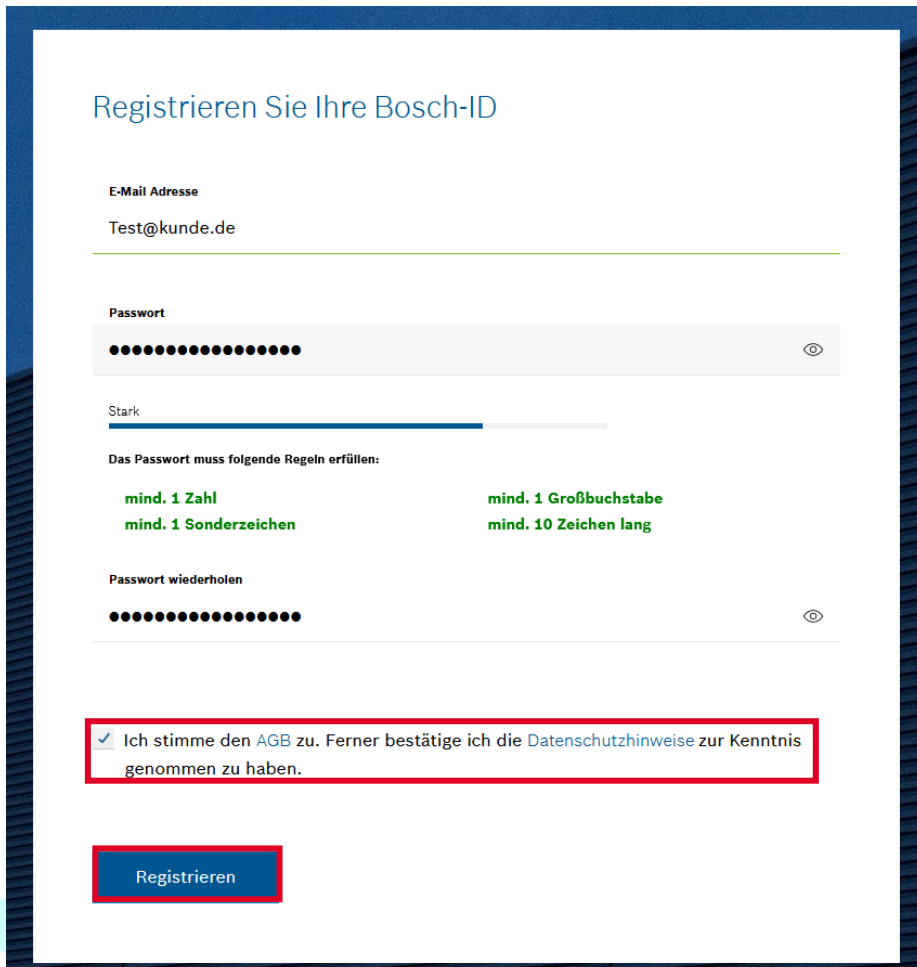 Registrieren Sie Ihre Bosch-ID
E-Mail Adresse
Test@kunde.de
Passwort
●●●●●●●●●●●●●●●●●
Stark
Das Passwort muss folgende Regeln erfüllen:
mind. 1 Zahl
mind. 1 Großbuchstabe
mind. 1 Sonderzeichen
mind. 10 Zeichen lang
Passwort wiederholen
●●●●●●●●●●●●●●●●●
Ich stimme den AGB zu. Ferner bestätige ich die Datenschutzhinweise zur Kenntnis
genommen zu haben.
Registrieren